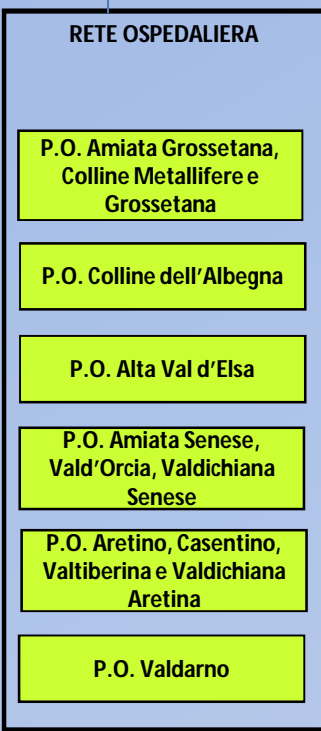 RETE OSPEDALIERA
P.O. Amiata Grossetana,
Colline Metallifere e
Grossetana
P.O. Colline dell'Albegna
P.O. Alta Val d'Elsa
P.O. Amiata Senese,
Vald'Orcia, Valdichiana
Senese
P.O. Aretino, Casentino,
Valtiberina e Valdichiana
Aretina
P.O. Valdarno